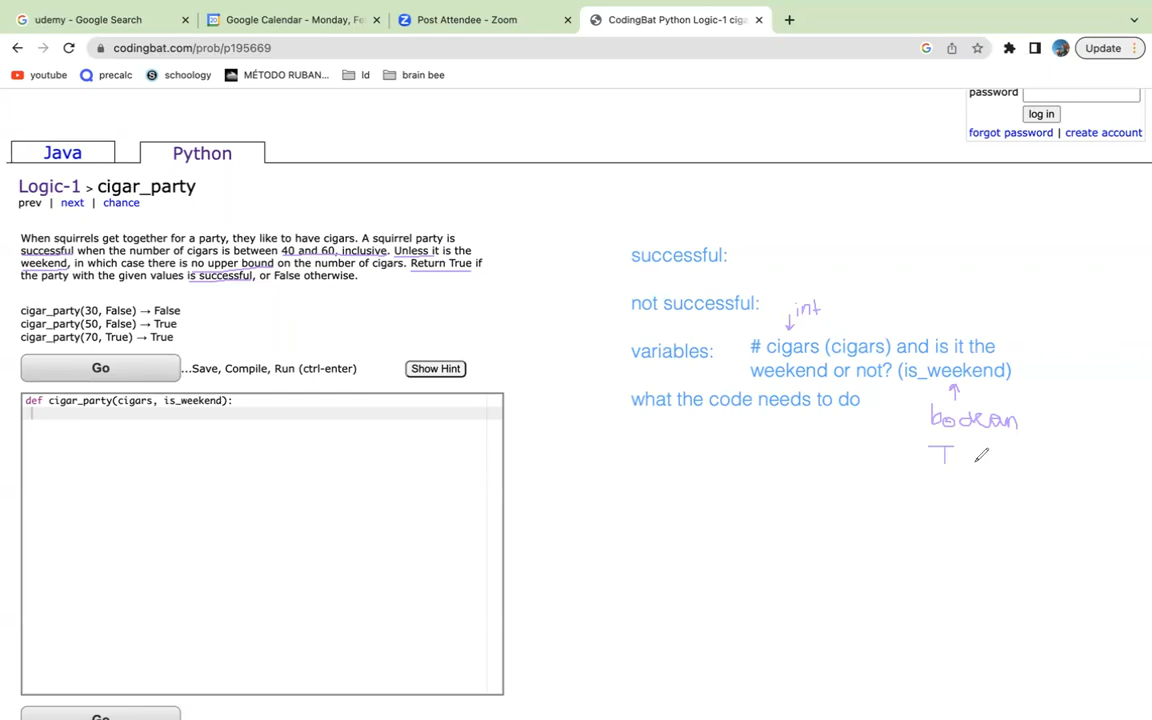 udemy - Google Search
Google Calendar - Monday, Fe
Post Attendee - Zoom
CodingBat Python Logic-1 ciga
codingbat.com/prob/p195669
Update
youtube
precalc
schoology
MÉTODO RUBAN...
ld
brain bee
password
log in
forgot password | create account
Java
Python
Logic-1 > cigar_party
prev | next | chance
When squirrels get together for a party, they like to have cigars. A squirrel party is
successful when the number of cigars is between 40 and 60, inclusive. Unless it is the
weekend, in which case there is no upper bound on the number of cigars. Return True if
the party with the given values is successful, or False otherwise.
cigar_party(30, False) → False
cigar_party(50, False) → True
cigar_party(70, True) → True
Go
...Save, Compile, Run (ctrl-enter)
Show Hint
def cigar_party(cigars, is_weekend):
Go
successful:
not successful:
int
variables:
# cigars (cigars) and is it the
weekend or not? (is_weekend)
what the code needs to do
boolean
T